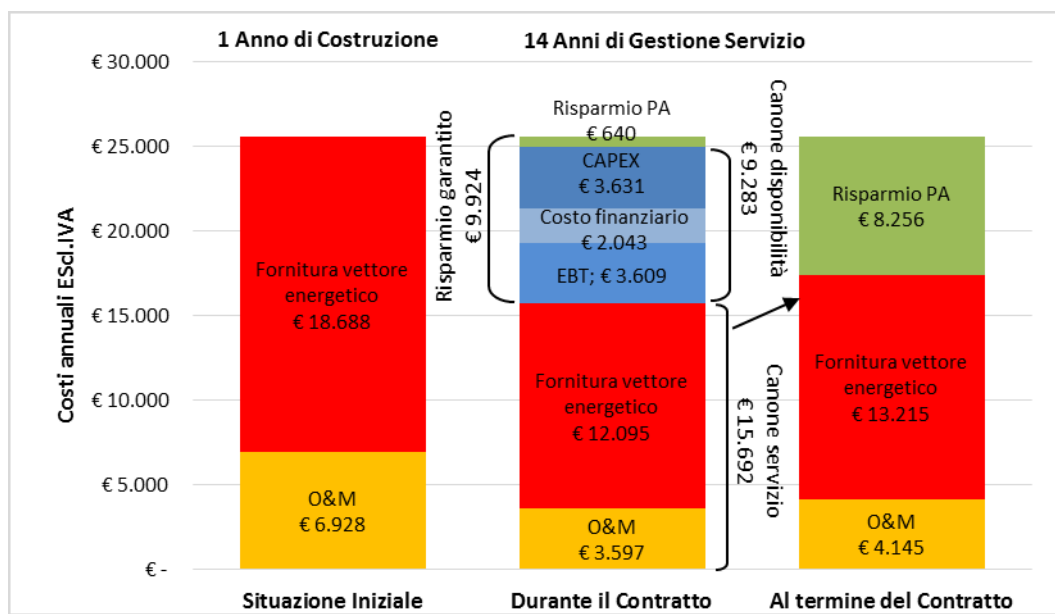 1 Anno di Costruzione
14 Anni di Gestione Servizio
Costi annuali ESd.IVA
€ 30.000
€ 25.000
€ 20.000
€ 15.000
€ 10.000
€ 5.000
€ -
Fornitura vettore
energetico
€ 18.688
O&M
€ 6.928
Risparmio garantito
€ 9.924
Risparmio PA
€ 640
CAPEX
€ 3.631
Costo finanziario
€ 2.043
EBT; € 3.609
Fornitura vettore
energetico
€ 12.095
O&M
€ 3.597
Canone disponibilità
€ 9.283
Canone servizio
€ 15.692
Risparmio PA
€ 8.256
Fornitura vettore
energetico
€ 13.215
O&M
€ 4.145
Situazione Iniziale
Durante il Contratto
Al termine del Contratto